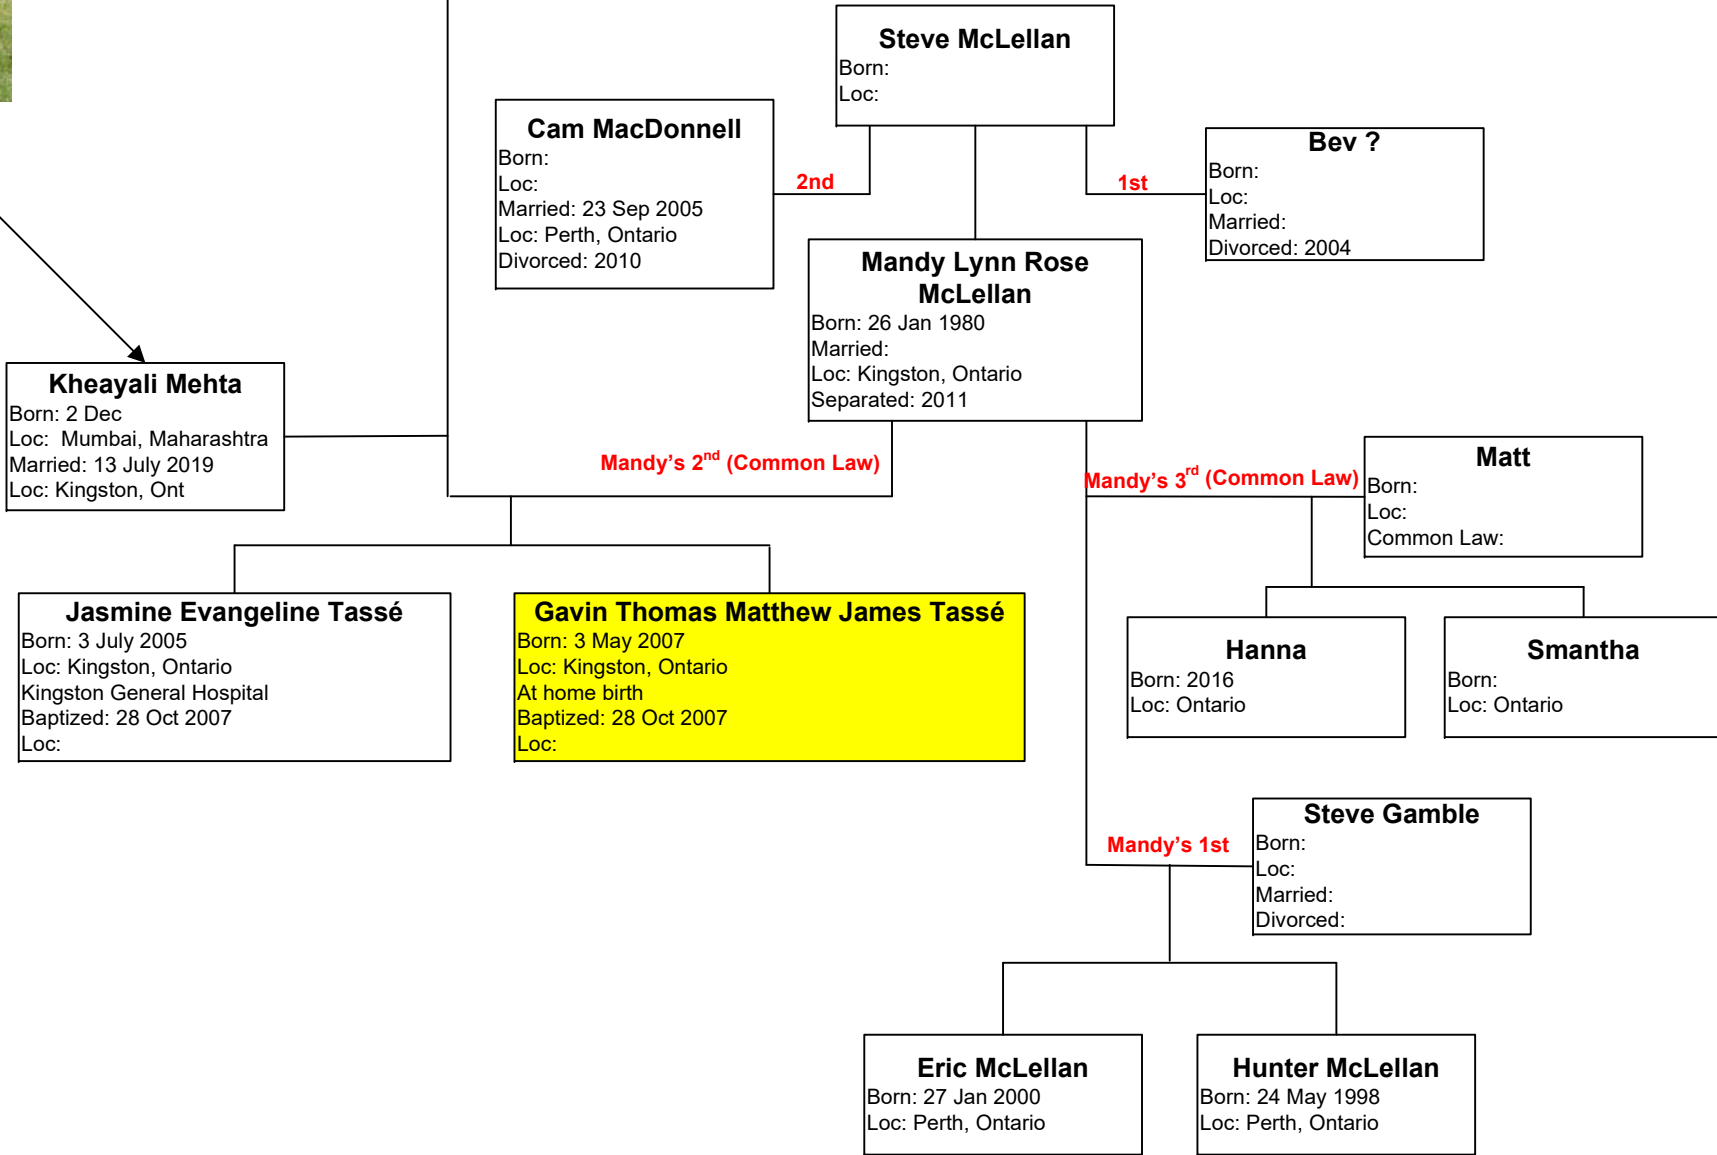 Steve McLellan
Born:
Loc:
Cam MacDonnell
Born:
Loc:
Married: 23 Sep 2005
Loc: Perth, Ontario
Divorced: 2010
2nd
1st
Bev ?
Born:
Loc:
Married:
Divorced: 2004
Mandy Lynn Rose
McLellan
Born: 26 Jan 1980
Married:
Loc: Kingston, Ontario
Separated: 2011
Kheayali Mehta
Born: 2 Dec
Loc:  Mumbai, Maharashtra
Married: 13 July 2019
Loc: Kingston, Ont
Mandy's 2nd (Common Law)
Mandy's 3rd (Common Law)
Matt
Born:
Loc:
Common Law:
Jasmine Evangeline Tassé
Born: 3 July 2005
Loc: Kingston, Ontario
Kingston General Hospital
Baptized: 28 Oct 2007
Loc:
Gavin Thomas Matthew James Tassé
Born: 3 May 2007
Loc: Kingston, Ontario
At home birth
Baptized: 28 Oct 2007
Loc:
Hanna
Born: 2016
Loc: Ontario
Smantha
Born:
Loc: Ontario
Mandy's 1st
Steve Gamble
Born:
Loc:
Married:
Divorced:
Eric McLellan
Born: 27 Jan 2000
Loc: Perth, Ontario
Hunter McLellan
Born: 24 May 1998
Loc: Perth, Ontario